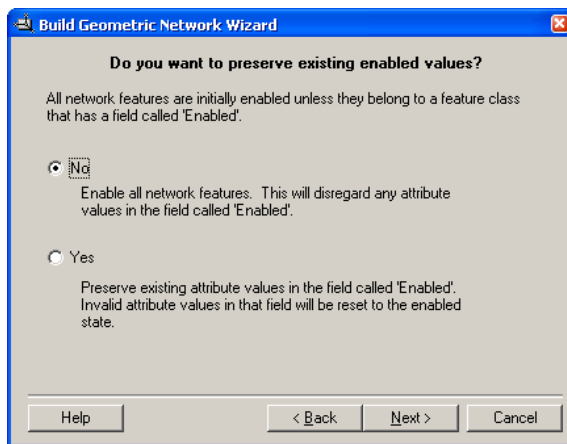 Build Geometric Network Wizard
Do you want to preserve existing enabled values?
All network features are initially enabled unless they belong to a feature class
that has a field called 'Enabled'.
No
Enable all network features. This will disregard any attribute
values in the field called 'Enabled'.
Yes
Preserve existing attribute values in the field called 'Enabled'.
Invalid attribute values in that field will be reset to the enabled
state.
Help
< Back
Next >
Cancel